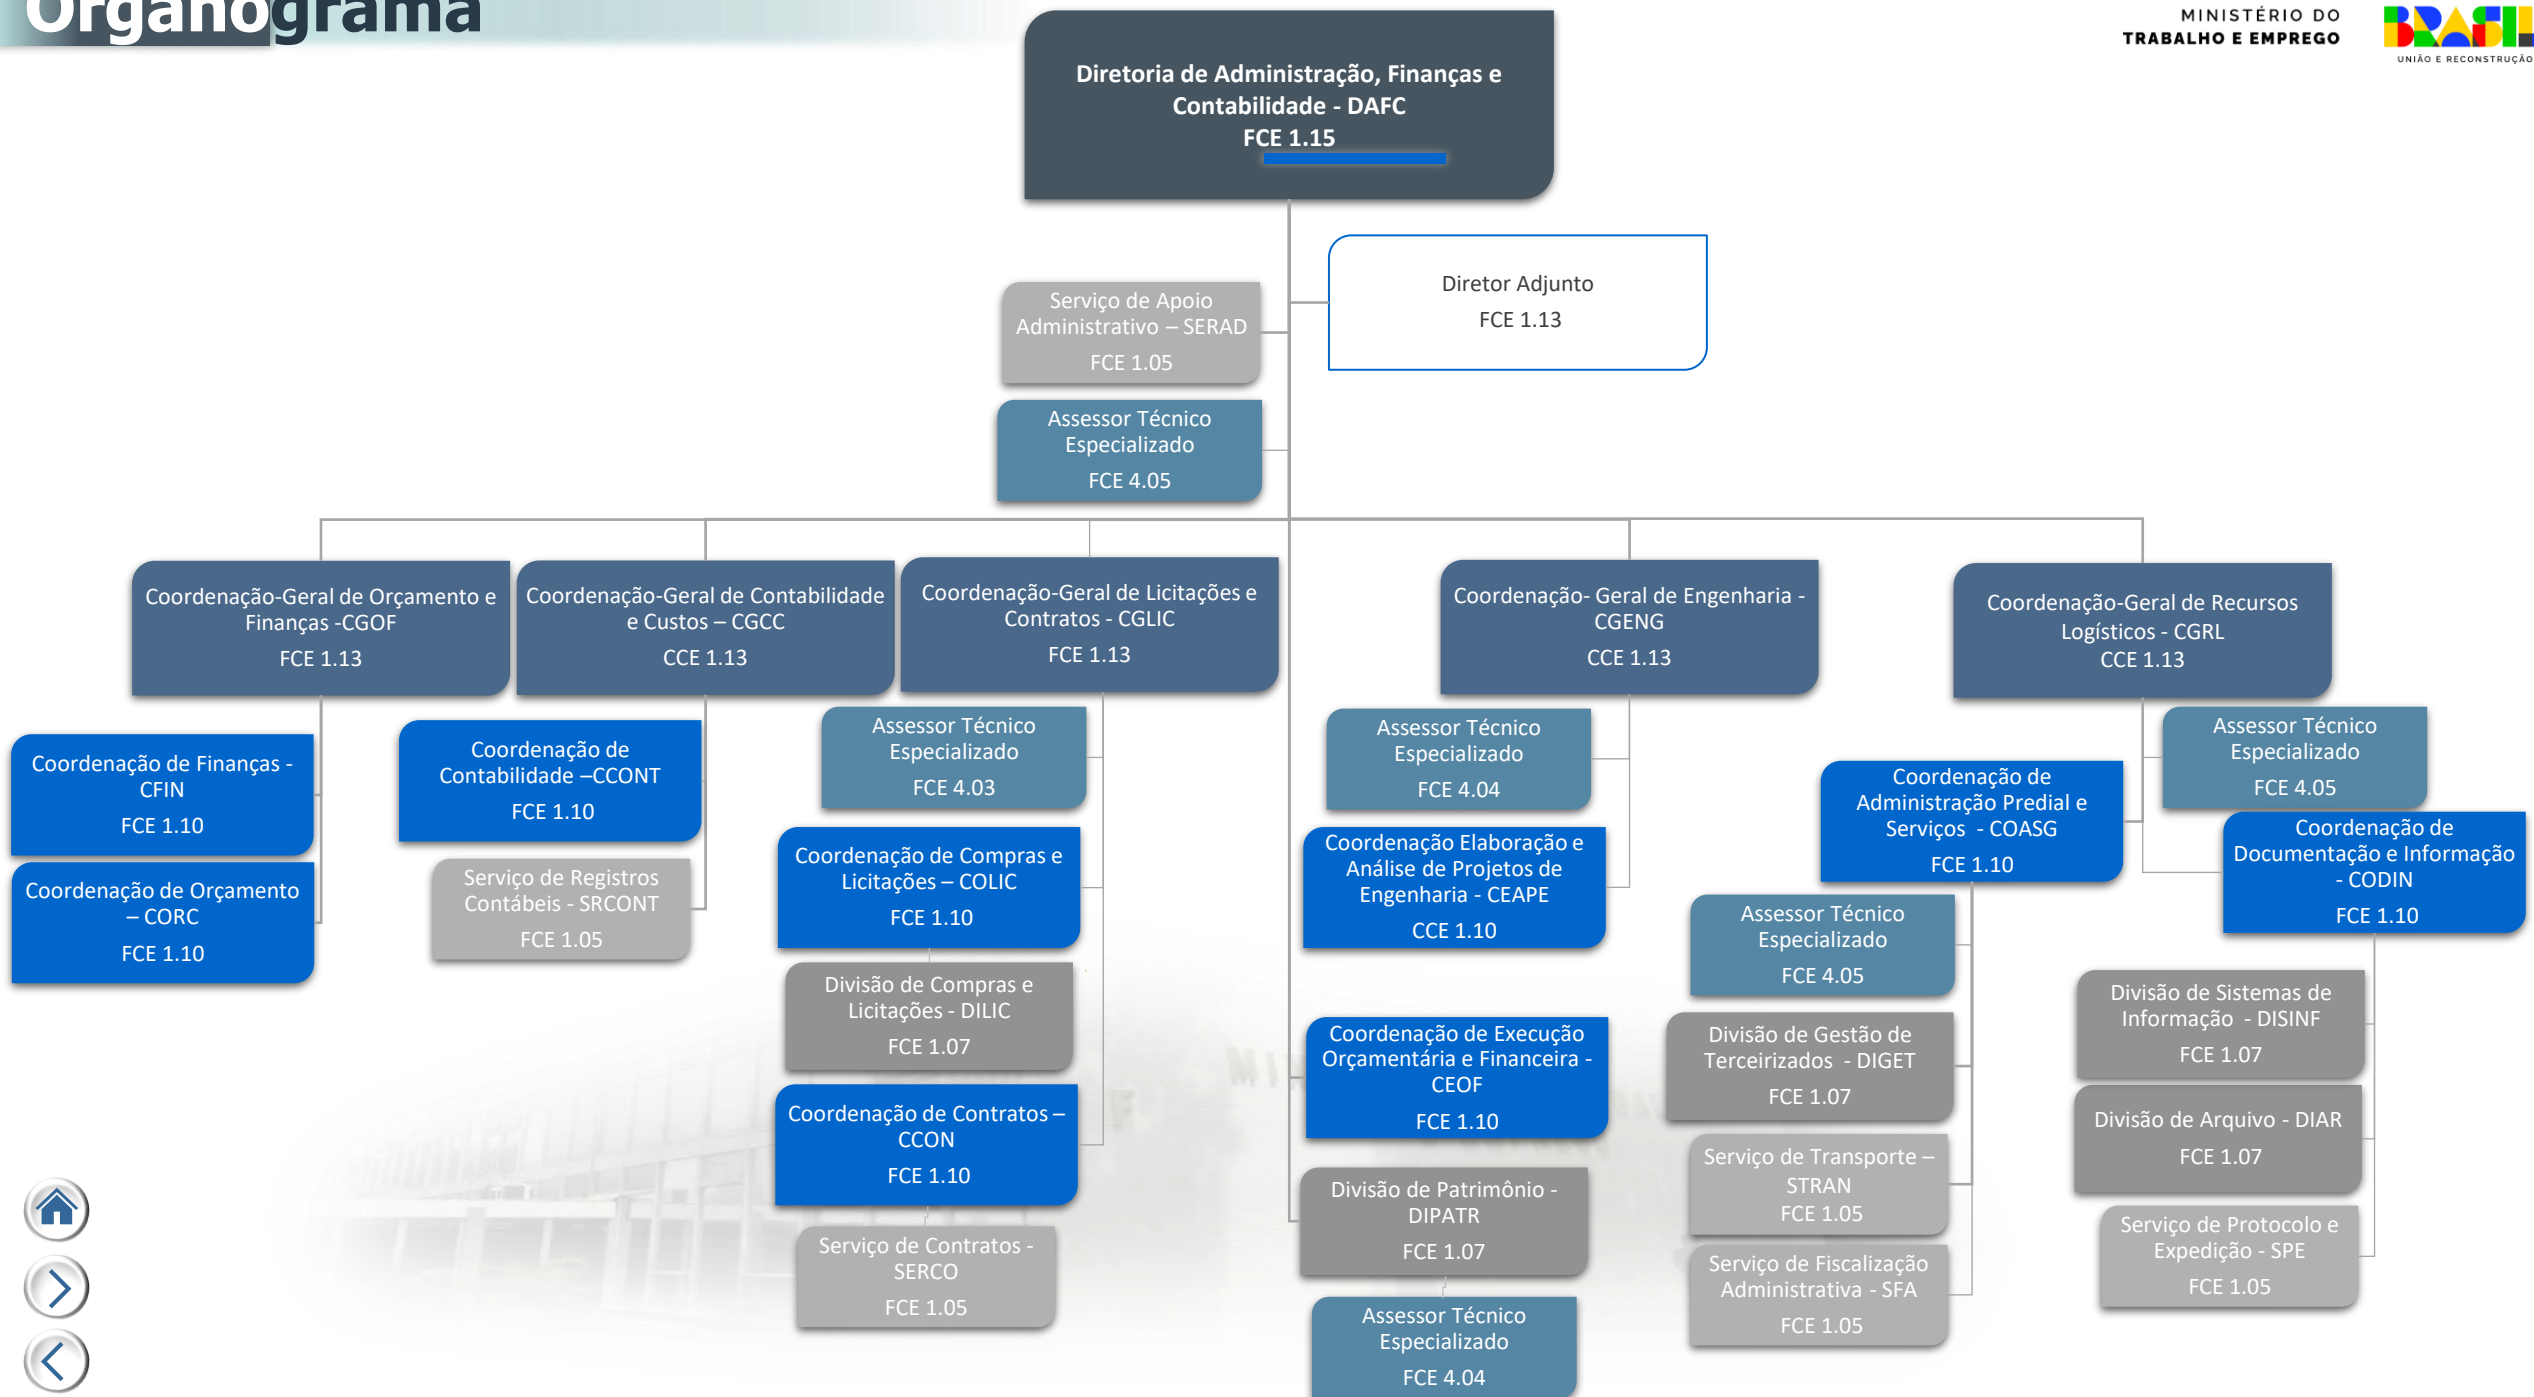 Organograma
MINISTÉRIO DO
TRABALHO E EMPREGO
BRASIL
UNIÃO E RECONSTRUÇÃO
Diretoria de Administração, Finanças e
Contabilidade - DAFC
FCE 1.15
Diretor Adjunto
FCE 1.13
Serviço de Apoio
Administrativo – SERAD
FCE 1.05
Assessor Técnico
Especializado
FCE 4.05
Coordenação-Geral de Orçamento e
Finanças -CGOF
FCE 1.13
Coordenação de Finanças -
CFIN
FCE 1.10
Coordenação de Orçamento
– CORC
FCE 1.10
Coordenação-Geral de Contabilidade
e Custos – CGCC
CCE 1.13
Coordenação de
Contabilidade –CCONT
FCE 1.10
Serviço de Registros
Contábeis - SRCONT
FCE 1.05
Coordenação-Geral de Licitações e
Contratos - CGLIC
FCE 1.13
Assessor Técnico
Especializado
FCE 4.03
Coordenação de Compras e
Licitações – COLIC
FCE 1.10
Divisão de Compras e
Licitações - DILIC
FCE 1.07
Coordenação de Contratos –
CCON
FCE 1.10
Serviço de Contratos -
SERCO
FCE 1.05
Coordenação- Geral de Engenharia -
CGENG
CCE 1.13
Assessor Técnico
Especializado
FCE 4.04
Coordenação Elaboração e
Análise de Projetos de
Engenharia - CEAPE
CCE 1.10
Coordenação de Execução
Orçamentária e Financeira -
CEOF
FCE 1.10
Divisão de Patrimônio -
DIPATR
FCE 1.07
Assessor Técnico
Especializado
FCE 4.04
Coordenação-Geral de Recursos
Logísticos - CGRL
CCE 1.13
Assessor Técnico
Especializado
FCE 4.05
Coordenação de
Administração Predial e
Serviços  - COASG
FCE 1.10
Assessor Técnico
Especializado
FCE 4.05
Divisão de Gestão de
Terceirizados  - DIGET
FCE 1.07
Serviço de Transporte –
STRAN
FCE 1.05
Serviço de Fiscalização
Administrativa - SFA
FCE 1.05
Coordenação de
Documentação e Informação
- CODIN
FCE 1.10
Divisão de Sistemas de
Informação  - DISINF
FCE 1.07
Divisão de Arquivo - DIAR
FCE 1.07
Serviço de Protocolo e
Expedição - SPE
FCE 1.05